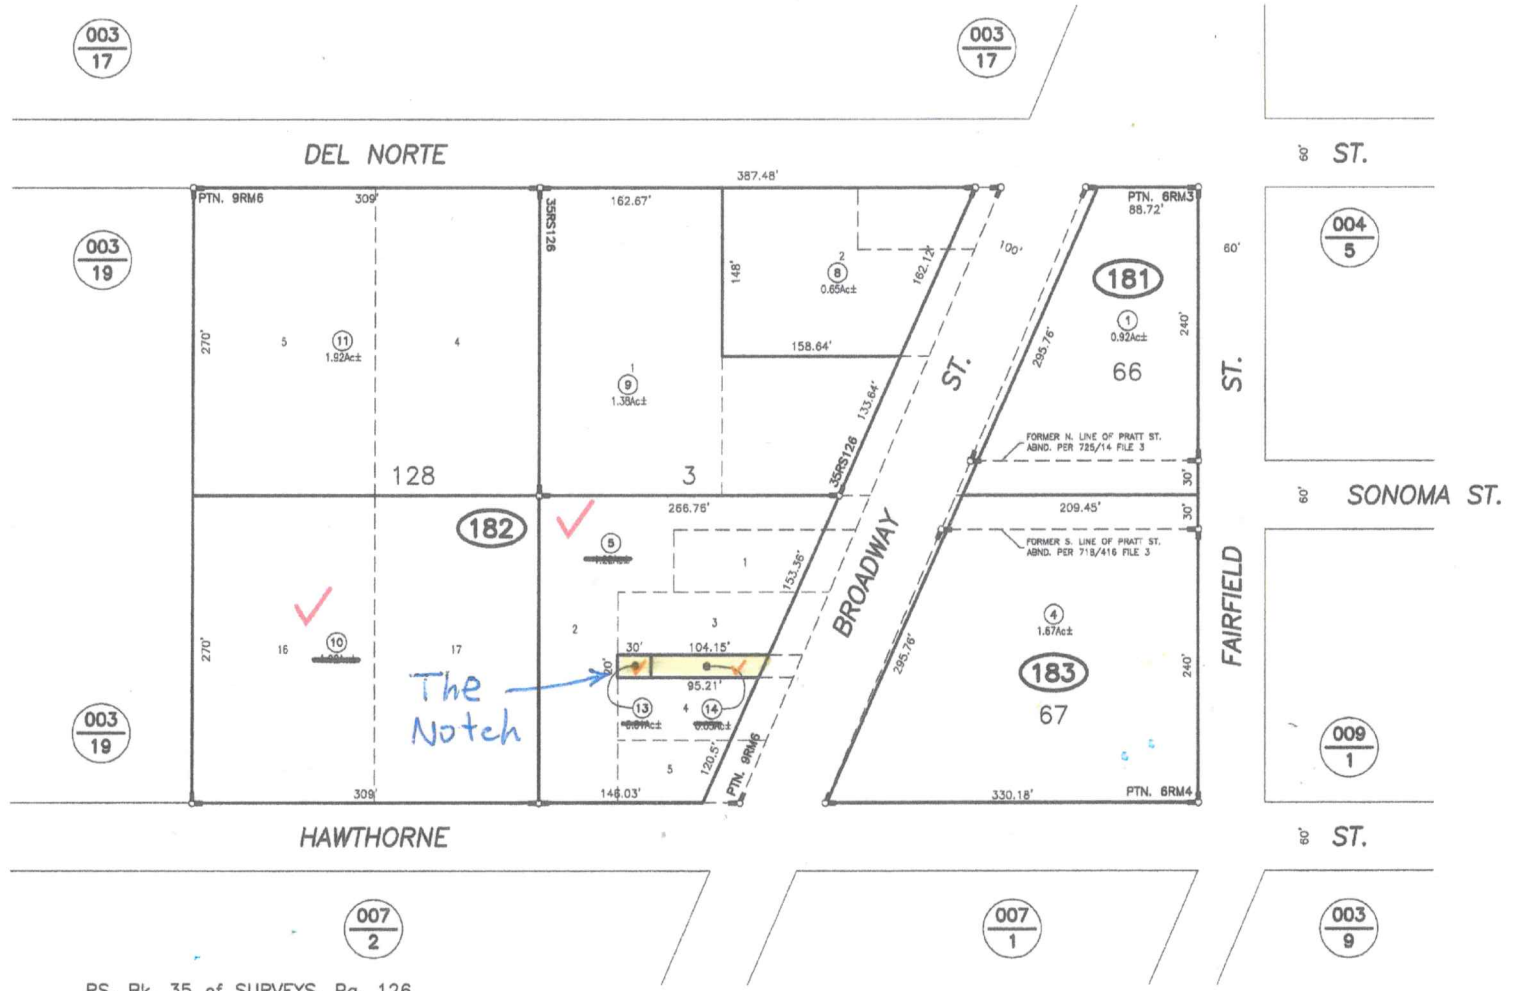 003
17
003
17
DEL NORTE
60' ST.
387.48'
PTN. 9RM6
309'
162.67'
35RS126
PTN. 6RM3
88.72'
003
19
004
5
100'
60'
2
8
0.65Ac±
148'
162.12'
181
1
0.92Ac±
240'
66
270'
5
11
1.92Ac±
4
158.64'
295.76'
ST.
ST.
1
9
1.38Ac±
133.64'
35RS126
FORMER N. LINE OF PRATT ST.
ABND. PER 725/14 FILE 3
128
3
30'
60' SONOMA ST.
266.76'
209.45'
30'
182
5
FORMER S. LINE OF PRATT ST.
ABND. PER 718/416 FILE 3
1
153.36'
BROADWAY
FAIRFIELD
2
3
4
1.67Ac±
270'
16
10
17
30'
104.15'
20'
295.76'
183
240'
The
Notch
95.21'
13
4
14
67
003
19
009
1
5
120.5'
PTN. 9RM6
309'
146.03'
330.18'
PTN. 6RM4
HAWTHORNE
60' ST.
007
2
007
1
003
9
RS. Bk. 35 of SURVEYS, Pg. 126